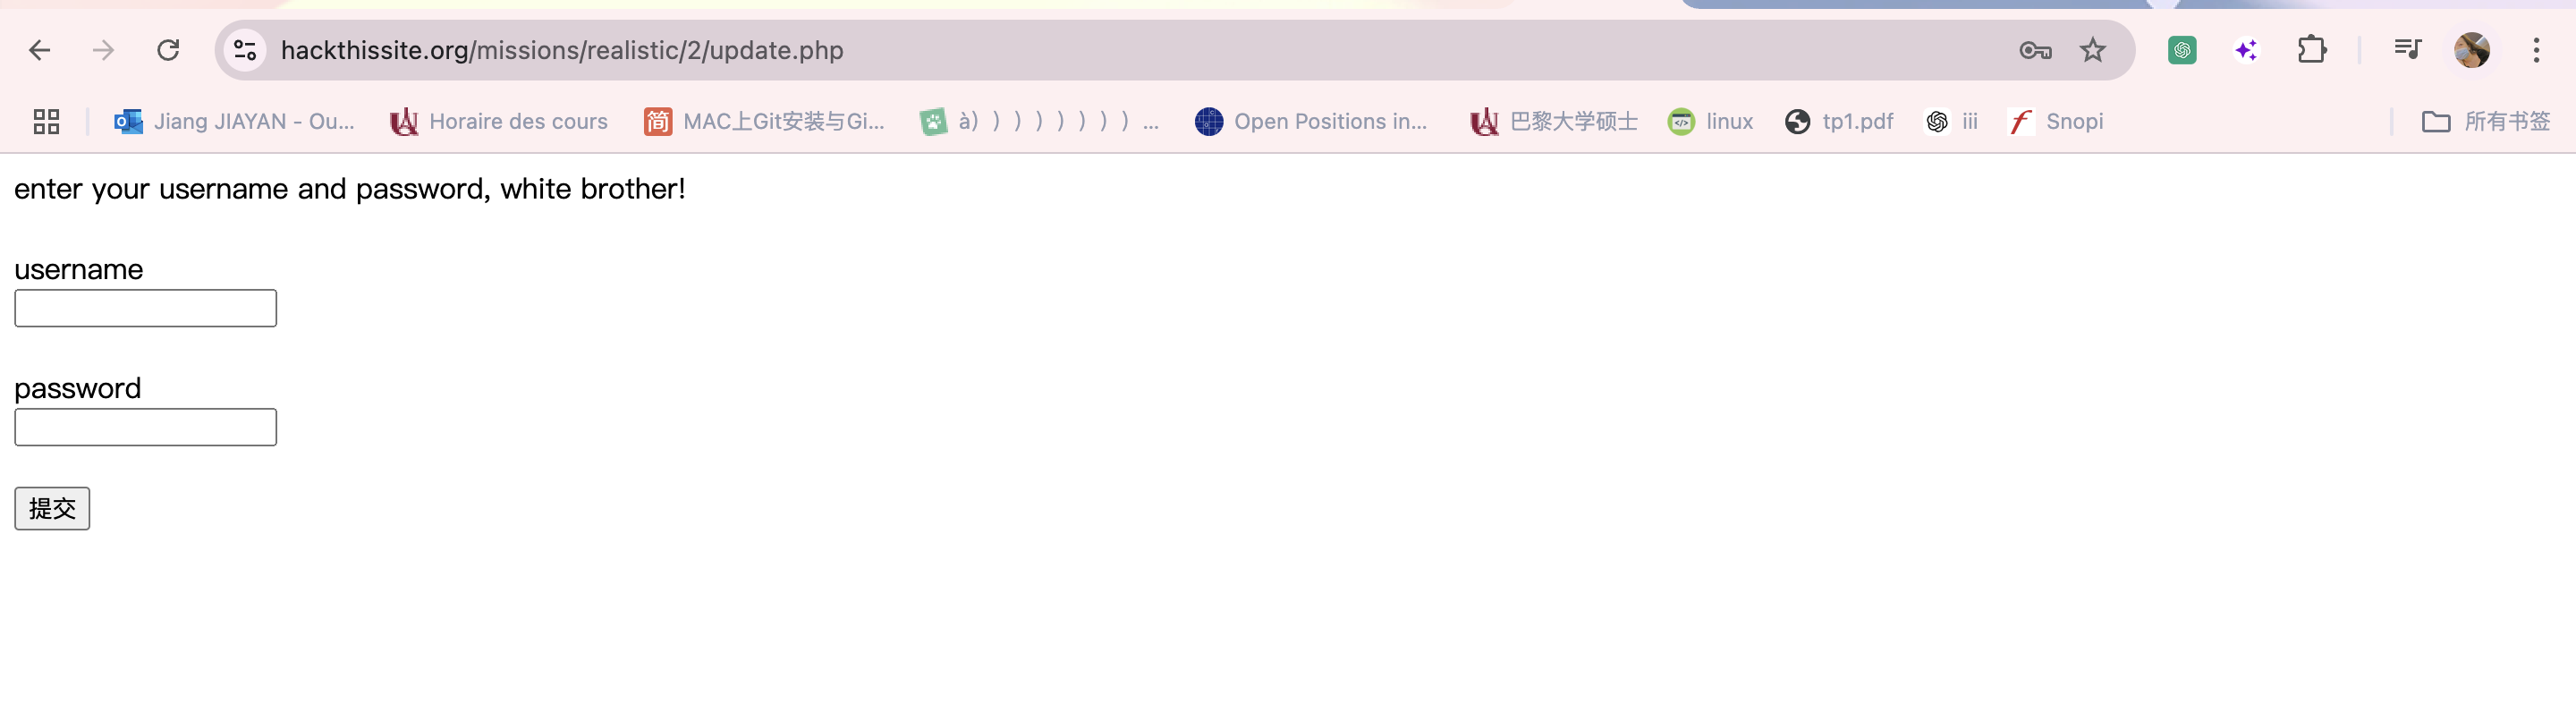 hackthissite.org/missions/realistic/2/update.php
Jiang JIAYAN - Ou... Horaire des cours 简 MAC上Git安装与Gi... à) ) ) ) ) ) ) ) ... Open Positions in... 巴黎大学硕士 linux tp1.pdf iii Snopi 所有书签
enter your username and password, white brother!
username
password
提交